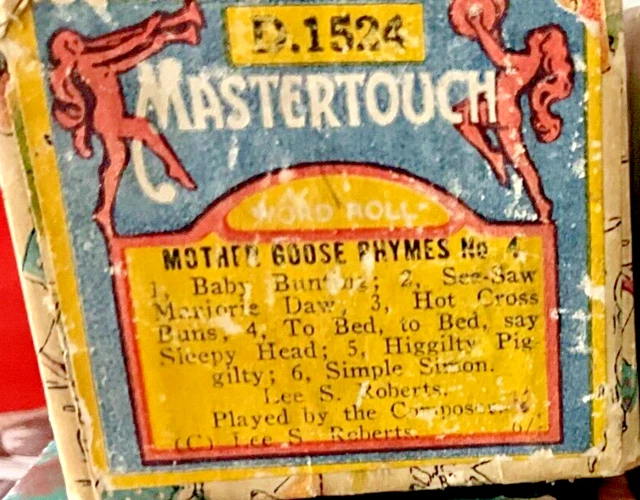 D.1524
MASTERTOUCH
WORD ROLL
MOTHER GOOSE RHYMES No 4
1, Baby Bunting; 2, See-Saw
Marjorie Daw, 3, Hot Cross
Buns, 4, To Bed, to Bed, say
Sleepy Head; 5, Higgilty Pig
gilty; 6, Simple Simon.
Lee S. Roberts.
Played by the Composer
(C) Lee S. Roberts. 6/-